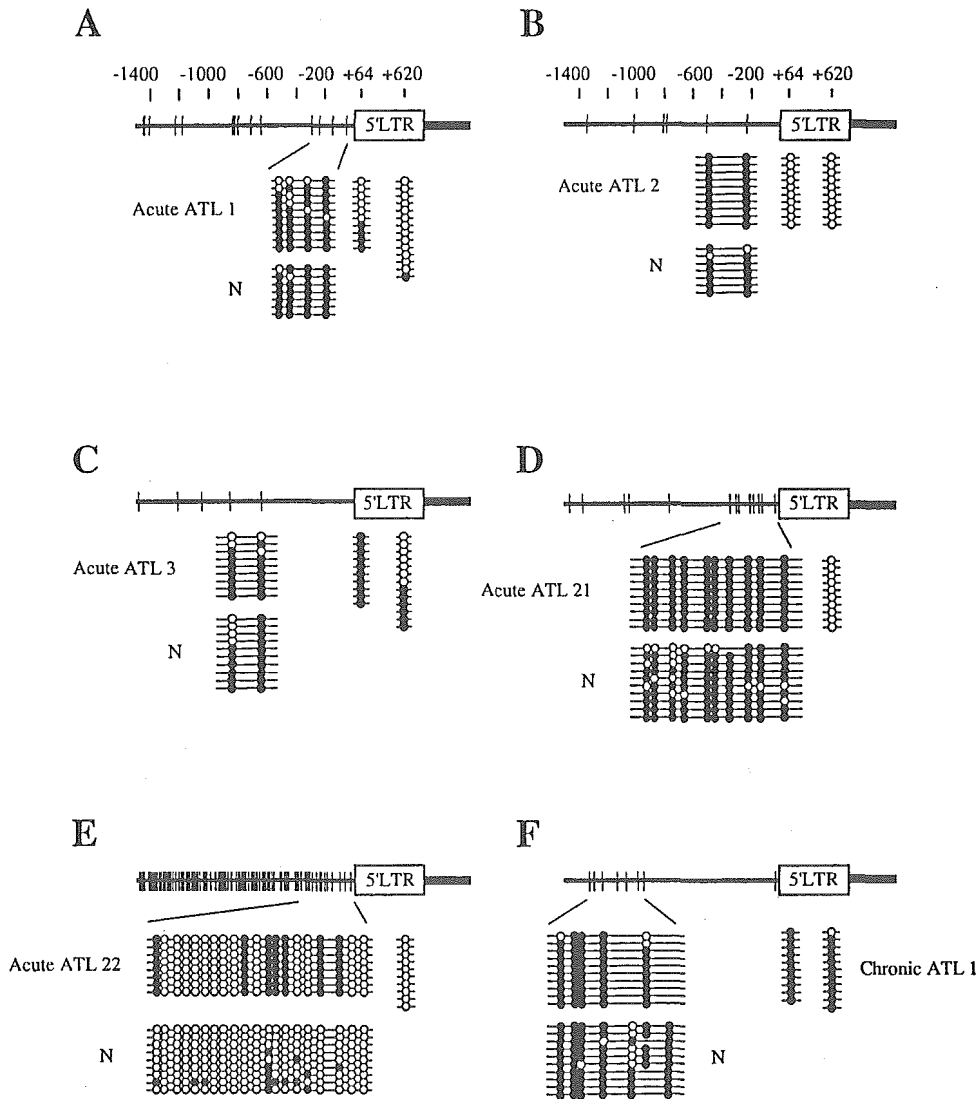 A
-1400 -1000 -600 -200 +64 +620
5'LTR
Acute ATL 1
N
B
-1400 -1000 -600 -200 +64 +620
5'LTR
Acute ATL 2
N
C
5'LTR
Acute ATL 3
N
D
5'LTR
Acute ATL 21
N
E
5'LTR
Acute ATL 22
N
F
5'LTR
Chronic ATL 1
N